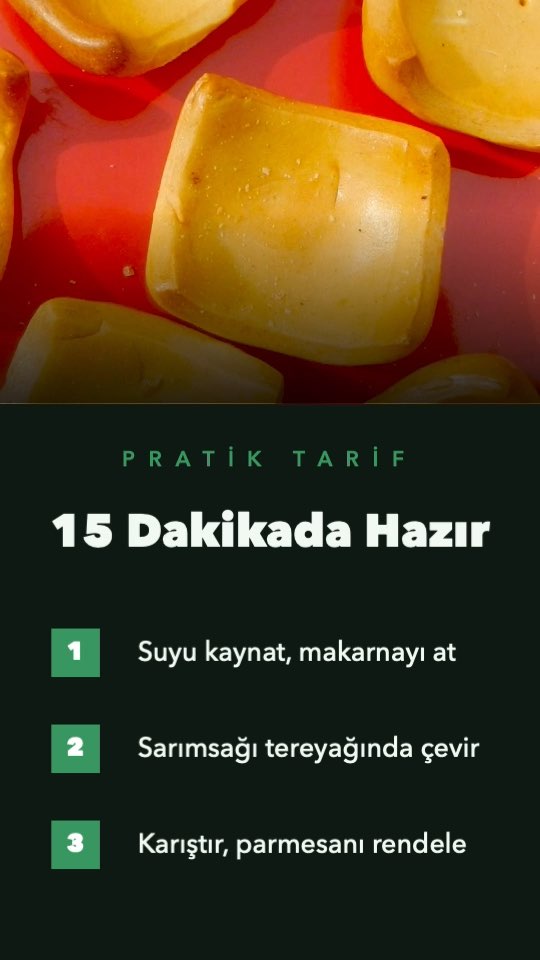 PRATİK TARİF
15 Dakikada Hazır
1 Suyu kaynat, makarnayı at
2 Sarımsağı tereyağında çevir
3 Karıştır, parmesanı rendele